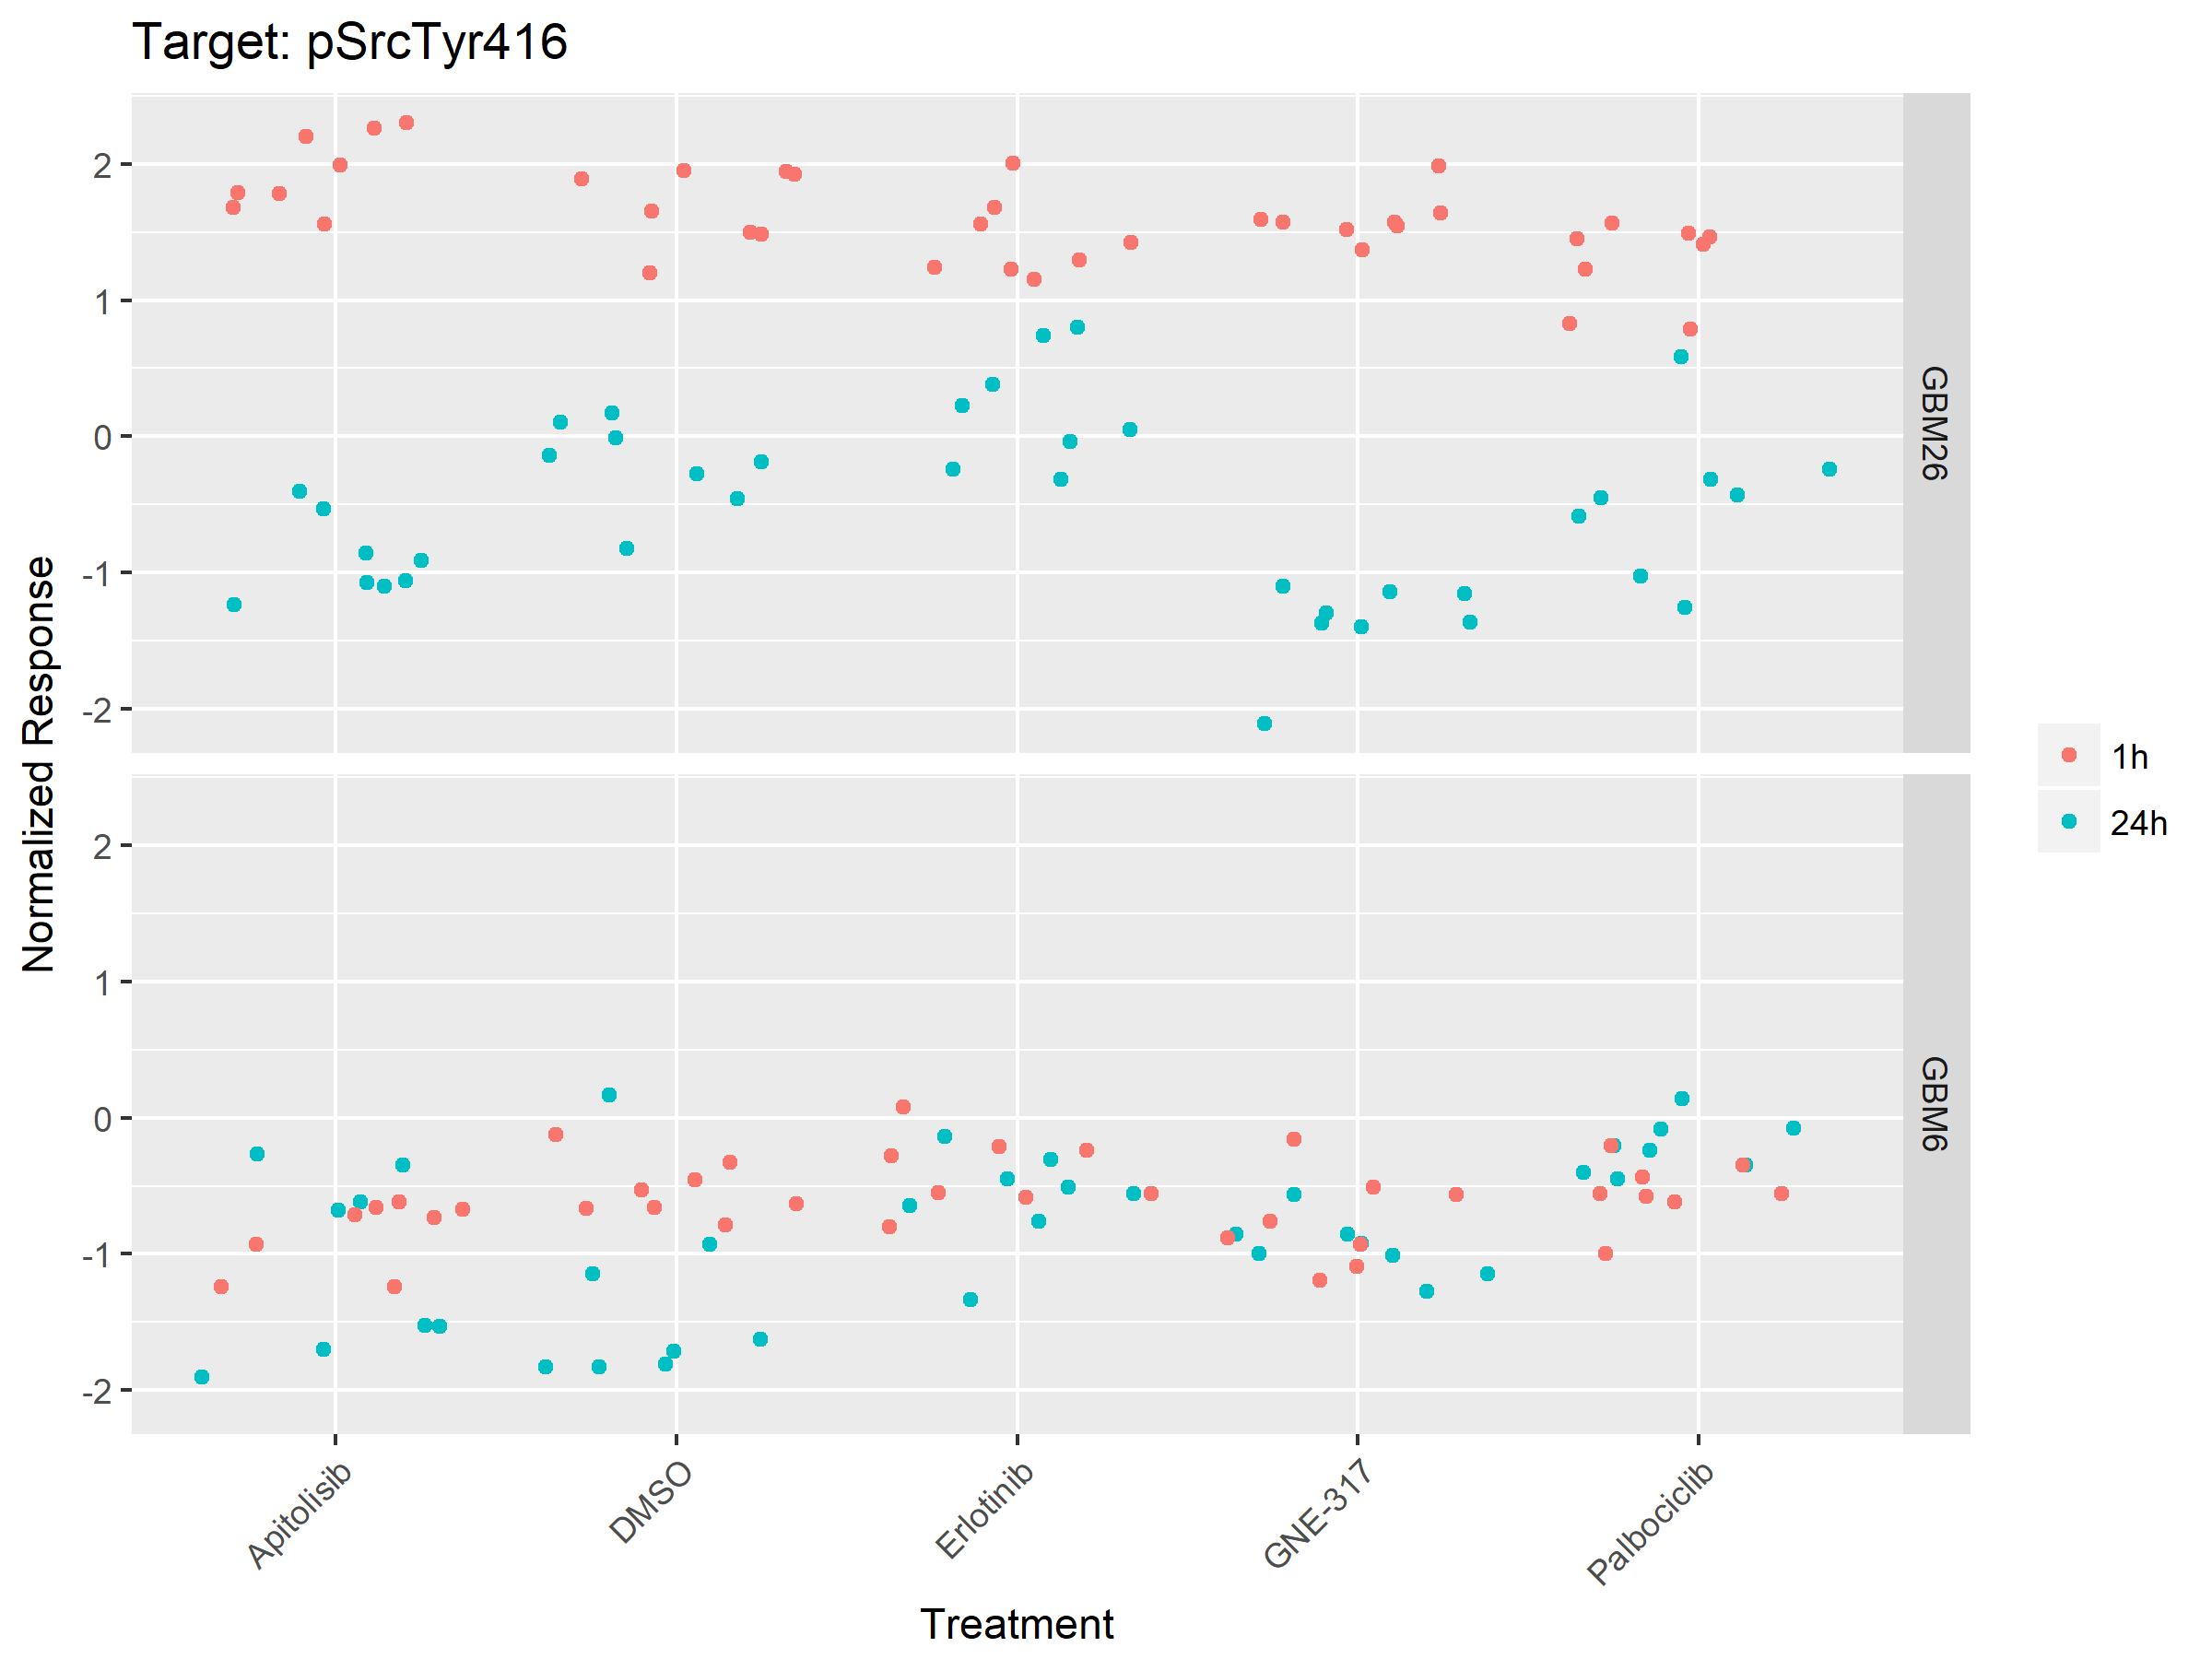 Target: pSrcTyr416
Normalized Response
2
1
0
-1
-2
GBM26
2
1
0
-1
-2
GBM6
1h
24h
Apitolisib
DMSO
Erlotinib
GNE-317
Palbociclib
Treatment